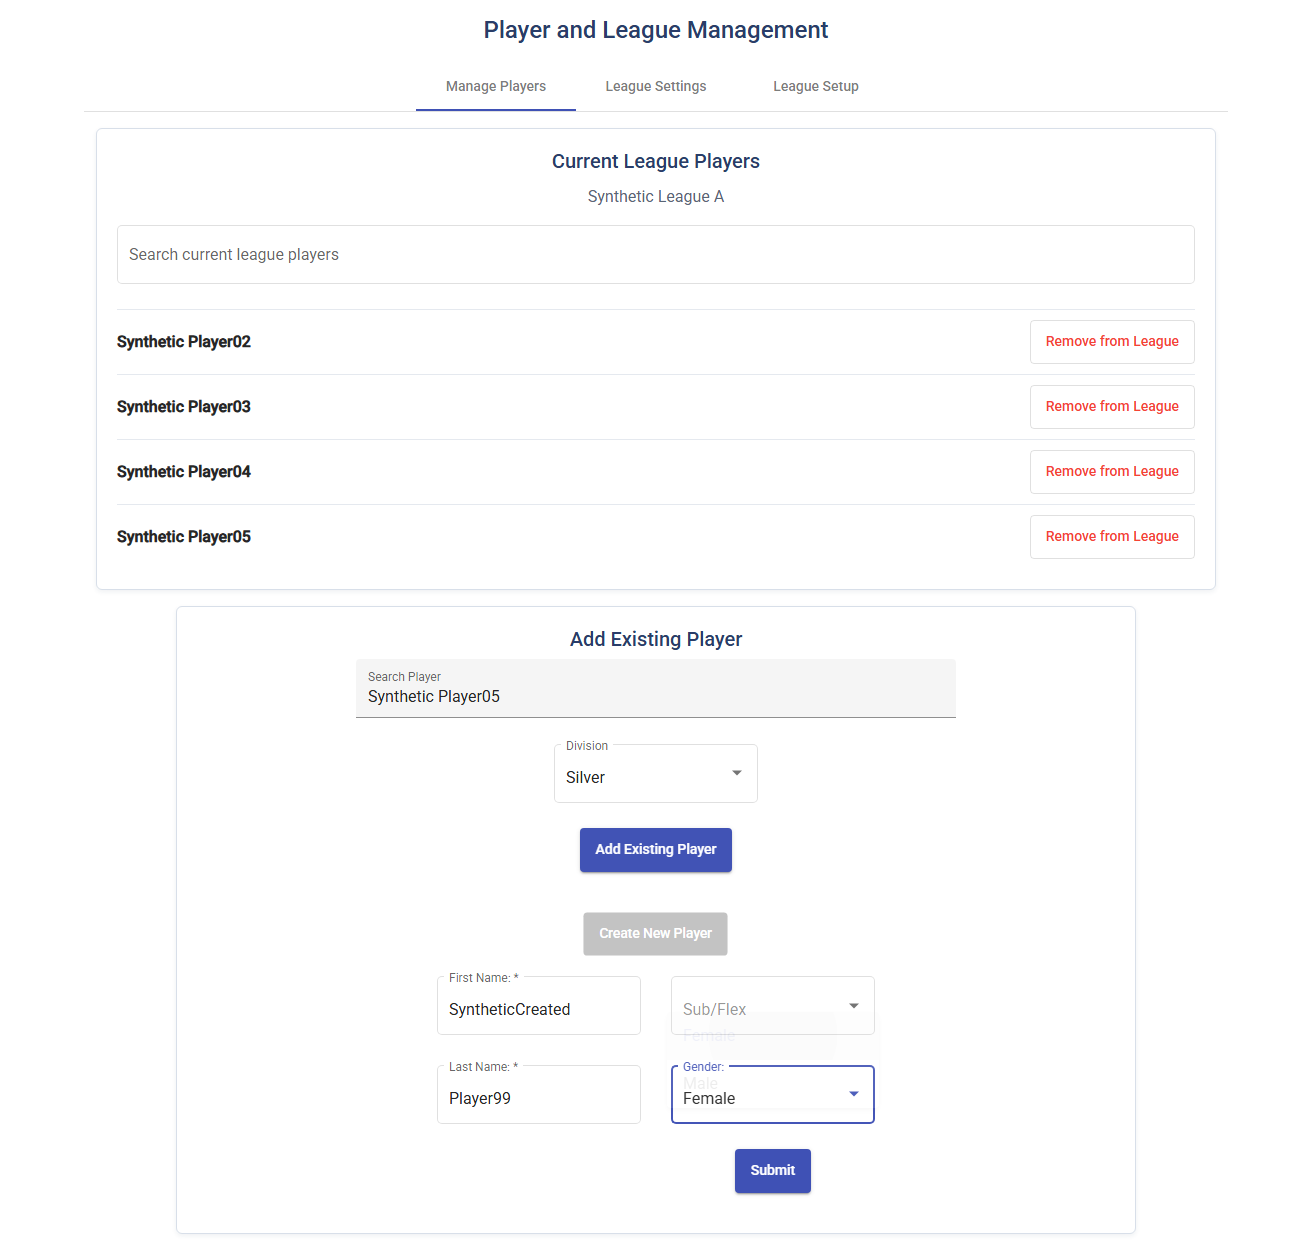 Player and League Management
Manage Players
League Settings
League Setup
Current League Players
Synthetic League A
Search current league players
Synthetic Player02
Remove from League
Synthetic Player03
Remove from League
Synthetic Player04
Remove from League
Synthetic Player05
Remove from League
Add Existing Player
Search Player
Synthetic Player05
Division
Silver
Add Existing Player
Create New Player
First Name: *
SyntheticCreated
Sub/Flex
Female
Last Name: *
Player99
Gender:
Male
Female
Submit